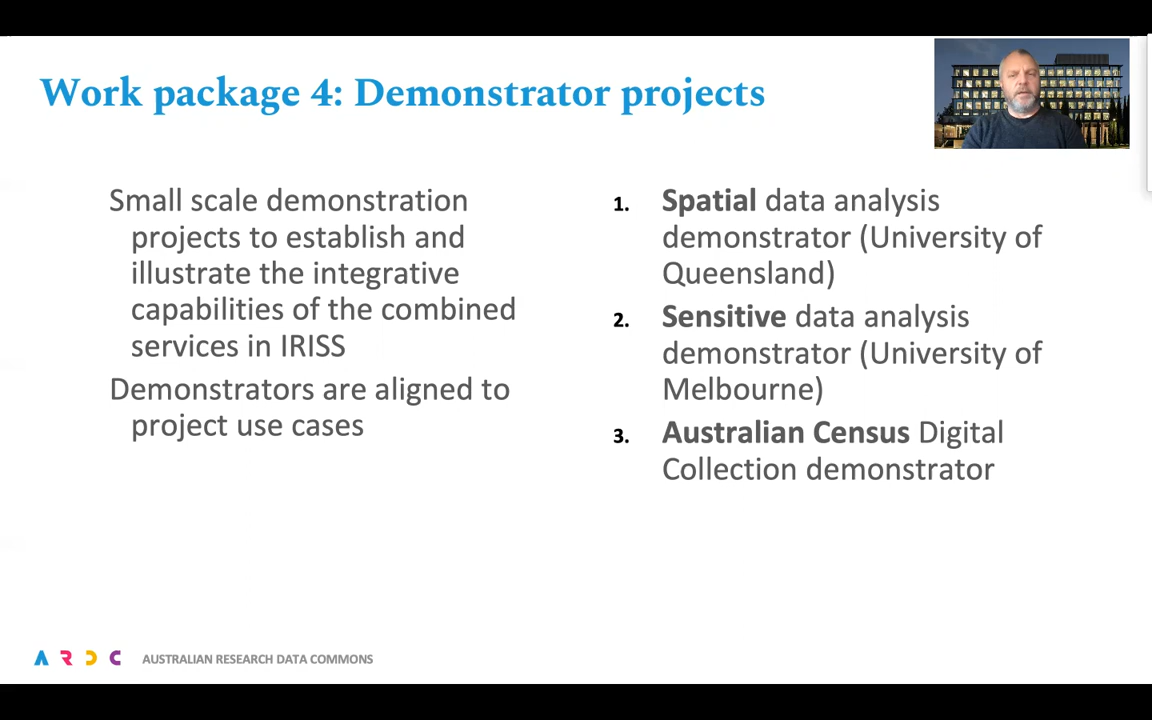 Work package 4: Demonstrator projects
Small scale demonstration
projects to establish and
illustrate the integrative
capabilities of the combined
services in IRISS
Demonstrators are aligned to
project use cases
1. Spatial data analysis
demonstrator (University of
Queensland)
2. Sensitive data analysis
demonstrator (University of
Melbourne)
3. Australian Census Digital
Collection demonstrator
ARDC AUSTRALIAN RESEARCH DATA COMMONS